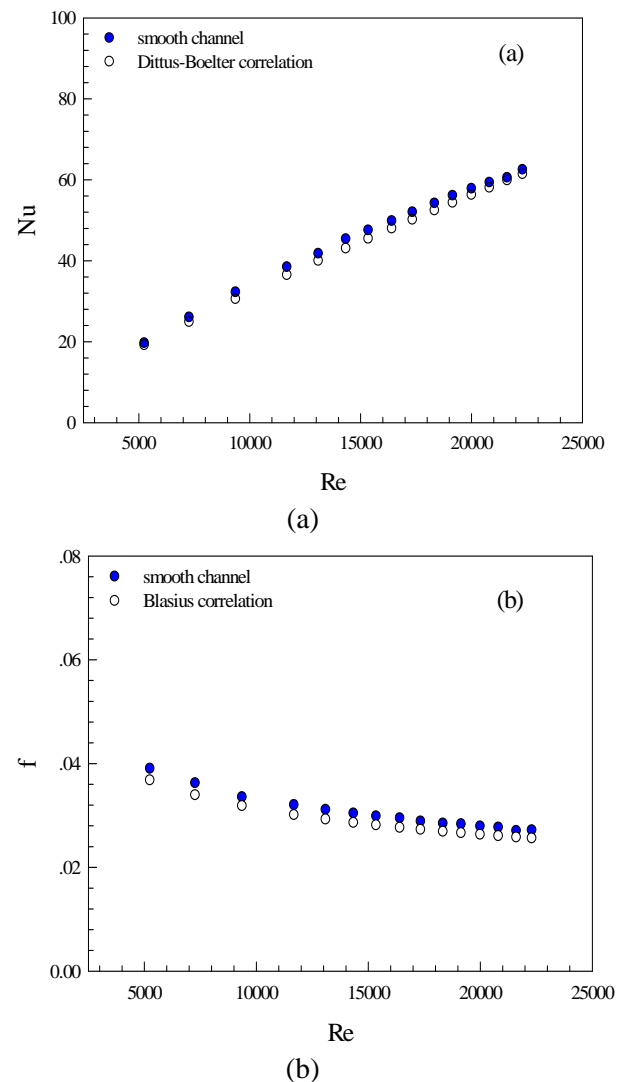 100
smooth channel
(a)
Dittus-Boelter correlation
80
60
Nu
40
20
0
5000 10000 15000 20000 25000
Re
(a)
.08
smooth channel
Blasius correlation (b)
.06
f
.04
.02
0.00
5000 10000 15000 20000 25000
Re
(b)